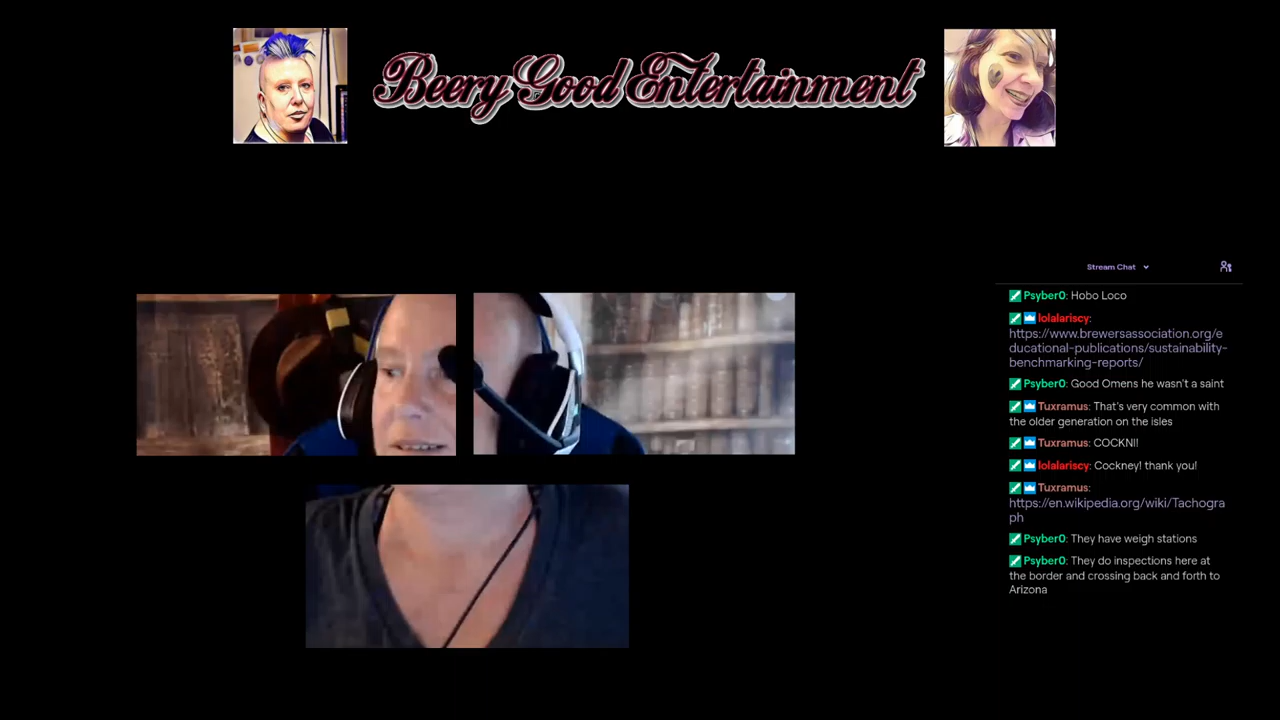 Beery Good Entertainment
Stream Chat
Psyber0: Hobo Loco
lolalariscy:
https://www.brewersassociation.org/e
ducational-publications/sustainability-
benchmarking-reports/
Psyber0: Good Omens he wasn't a saint
Tuxramus: That's very common with
the older generation on the isles
Tuxramus: COCKNI!!
lolalariscy: Cockney! thank you!
Tuxramus:
https://en.wikipedia.org/wiki/Tachogra
ph
Psyber0: They have weigh stations
Psyber0: They do inspections here at
the border and crossing back and forth to
Arizona